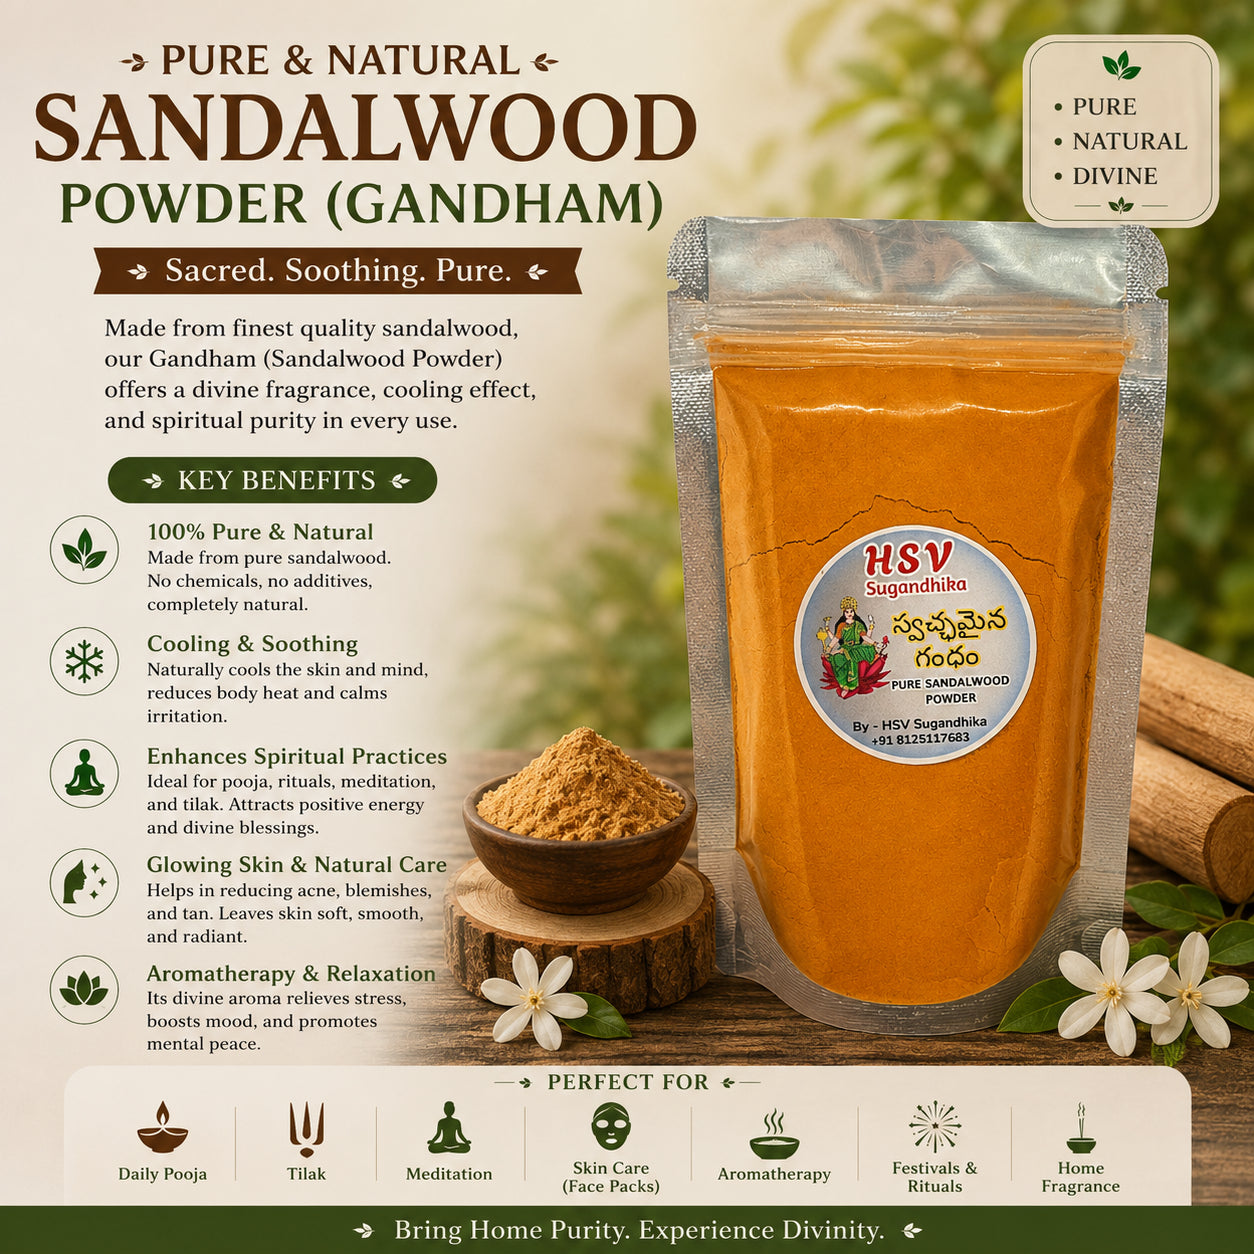 PURE & NATURAL
SANDALWOOD
POWDER (GANDHAM)
Sacred. Soothing. Pure.
Made from finest quality sandalwood,
our Gandham (Sandalwood Powder)
offers a divine fragrance, cooling effect,
and spiritual purity in every use.
KEY BENEFITS
100% Pure & Natural
Made from pure sandalwood.
No chemicals, no additives,
completely natural.
Cooling & Soothing
Naturally cools the skin and mind,
reduces body heat and calms
irritation.
Enhances Spiritual Practices
Ideal for pooja, rituals, meditation,
and tilak. Attracts positive energy
and divine blessings.
Glowing Skin & Natural Care
Helps in reducing acne, blemishes,
and tan. Leaves skin soft, smooth,
and radiant.
Aromatherapy & Relaxation
Its divine aroma relieves stress,
boosts mood, and promotes
mental peace.
• PURE
• NATURAL
• DIVINE
HSV
Sugandhika
స్వచ్ఛమైన
గంధం
PURE SANDALWOOD
POWDER
By - HSV Sugandhika
+91 8125117683
PERFECT FOR
Daily Pooja
Tilak
Meditation
Skin Care
(Face Packs)
Aromatherapy
Festivals &
Rituals
Home
Fragrance
Bring Home Purity. Experience Divinity.